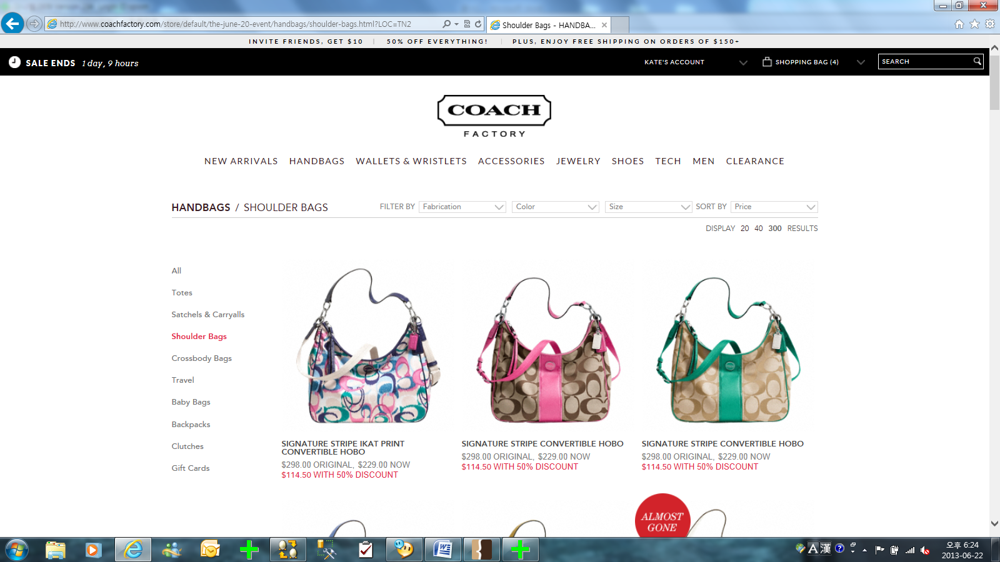 http://www.coachfactory.com/store/default/the-june-20-event/handbags/shoulder-bags.html?LOC=TN2
Shoulder Bags - HANDBA...
INVITE FRIENDS, GET $10 | 50% OFF EVERYTHING! | PLUS, ENJOY FREE SHIPPING ON ORDERS OF $150+
SALE ENDS 1 day, 9 hours
KATE'S ACCOUNT
SHOPPING BAG (4)
SEARCH
COACH
FACTORY
NEW ARRIVALS HANDBAGS WALLETS & WRISTLETS ACCESSORIES JEWELRY SHOES TECH MEN CLEARANCE
HANDBAGS / SHOULDER BAGS
FILTER BY Fabrication Color Size SORT BY Price
DISPLAY 20 40 300 RESULTS
All
Totes
Satchels & Carryalls
Shoulder Bags
Crossbody Bags
Travel
Baby Bags
Backpacks
Clutches
Gift Cards
SIGNATURE STRIPE IKAT PRINT
CONVERTIBLE HOBO
$298.00 ORIGINAL, $229.00 NOW
$114.50 WITH 50% DISCOUNT
SIGNATURE STRIPE CONVERTIBLE HOBO
$298.00 ORIGINAL, $229.00 NOW
$114.50 WITH 50% DISCOUNT
SIGNATURE STRIPE CONVERTIBLE HOBO
$298.00 ORIGINAL, $229.00 NOW
$114.50 WITH 50% DISCOUNT
ALMOST
GONE
A 漢
오후 6:24
2013-06-22